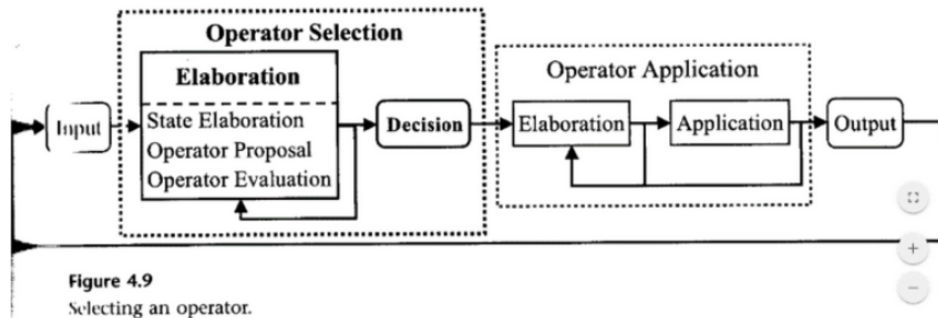 Operator Selection
Elaboration
State Elaboration
Operator Proposal
Operator Evaluation
Input
Decision
Operator Application
Elaboration
Application
Output
Figure 4.9
Selecting an operator.